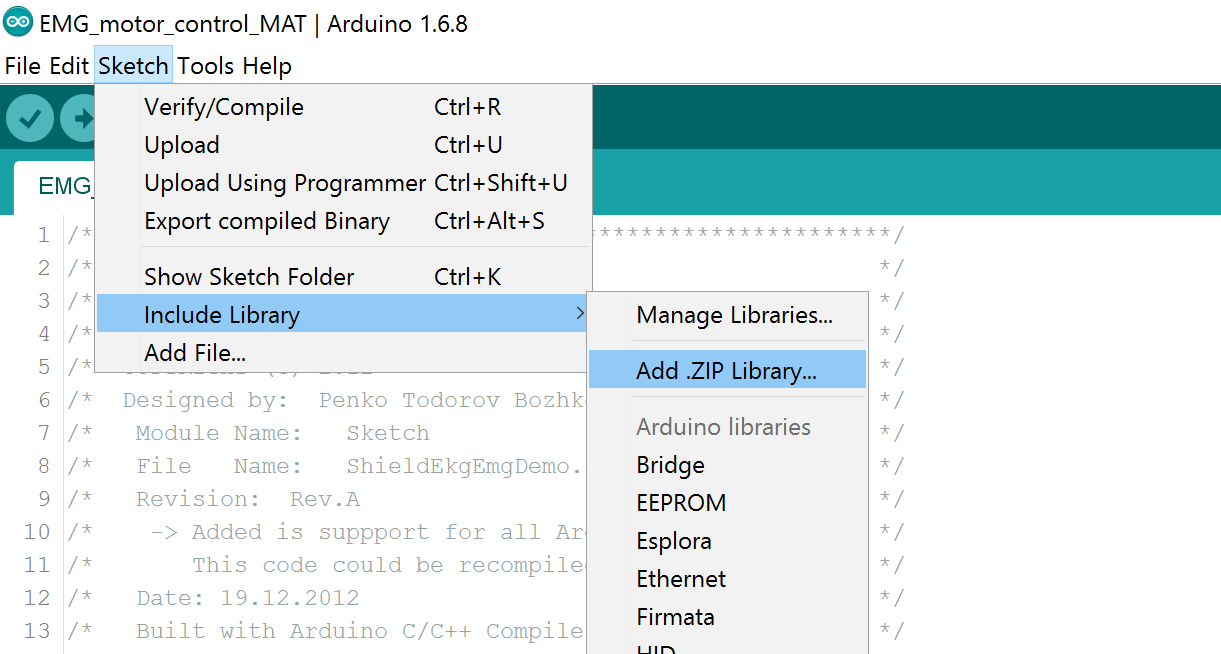 EMG_motor_control_MAT | Arduino 1.6.8
File Edit Sketch Tools Help
Verify/Compile Ctrl+R
Upload Ctrl+U
Upload Using Programmer Ctrl+Shift+U
Export compiled Binary Ctrl+Alt+S
Show Sketch Folder Ctrl+K
Include Library
Add File...
Manage Libraries...
Add .ZIP Library...
Arduino libraries
Bridge
EEPROM
Esplora
Ethernet
Firmata
HID
EMG_
1 /* *********************/
2 /* */
3 /* */
4 /* */
5 /* */
6 /* Designed by: Penko Todorov Bozhk */
7 /* Module Name: Sketch */
8 /* File Name: ShieldEkgEmgDemo. */
9 /* Revision: Rev.A */
10 /* -> Added is suppport for all Ar */
11 /* This code could be recompile */
12 /* Date: 19.12.2012 */
13 /* Built with Arduino C/C++ Compile */